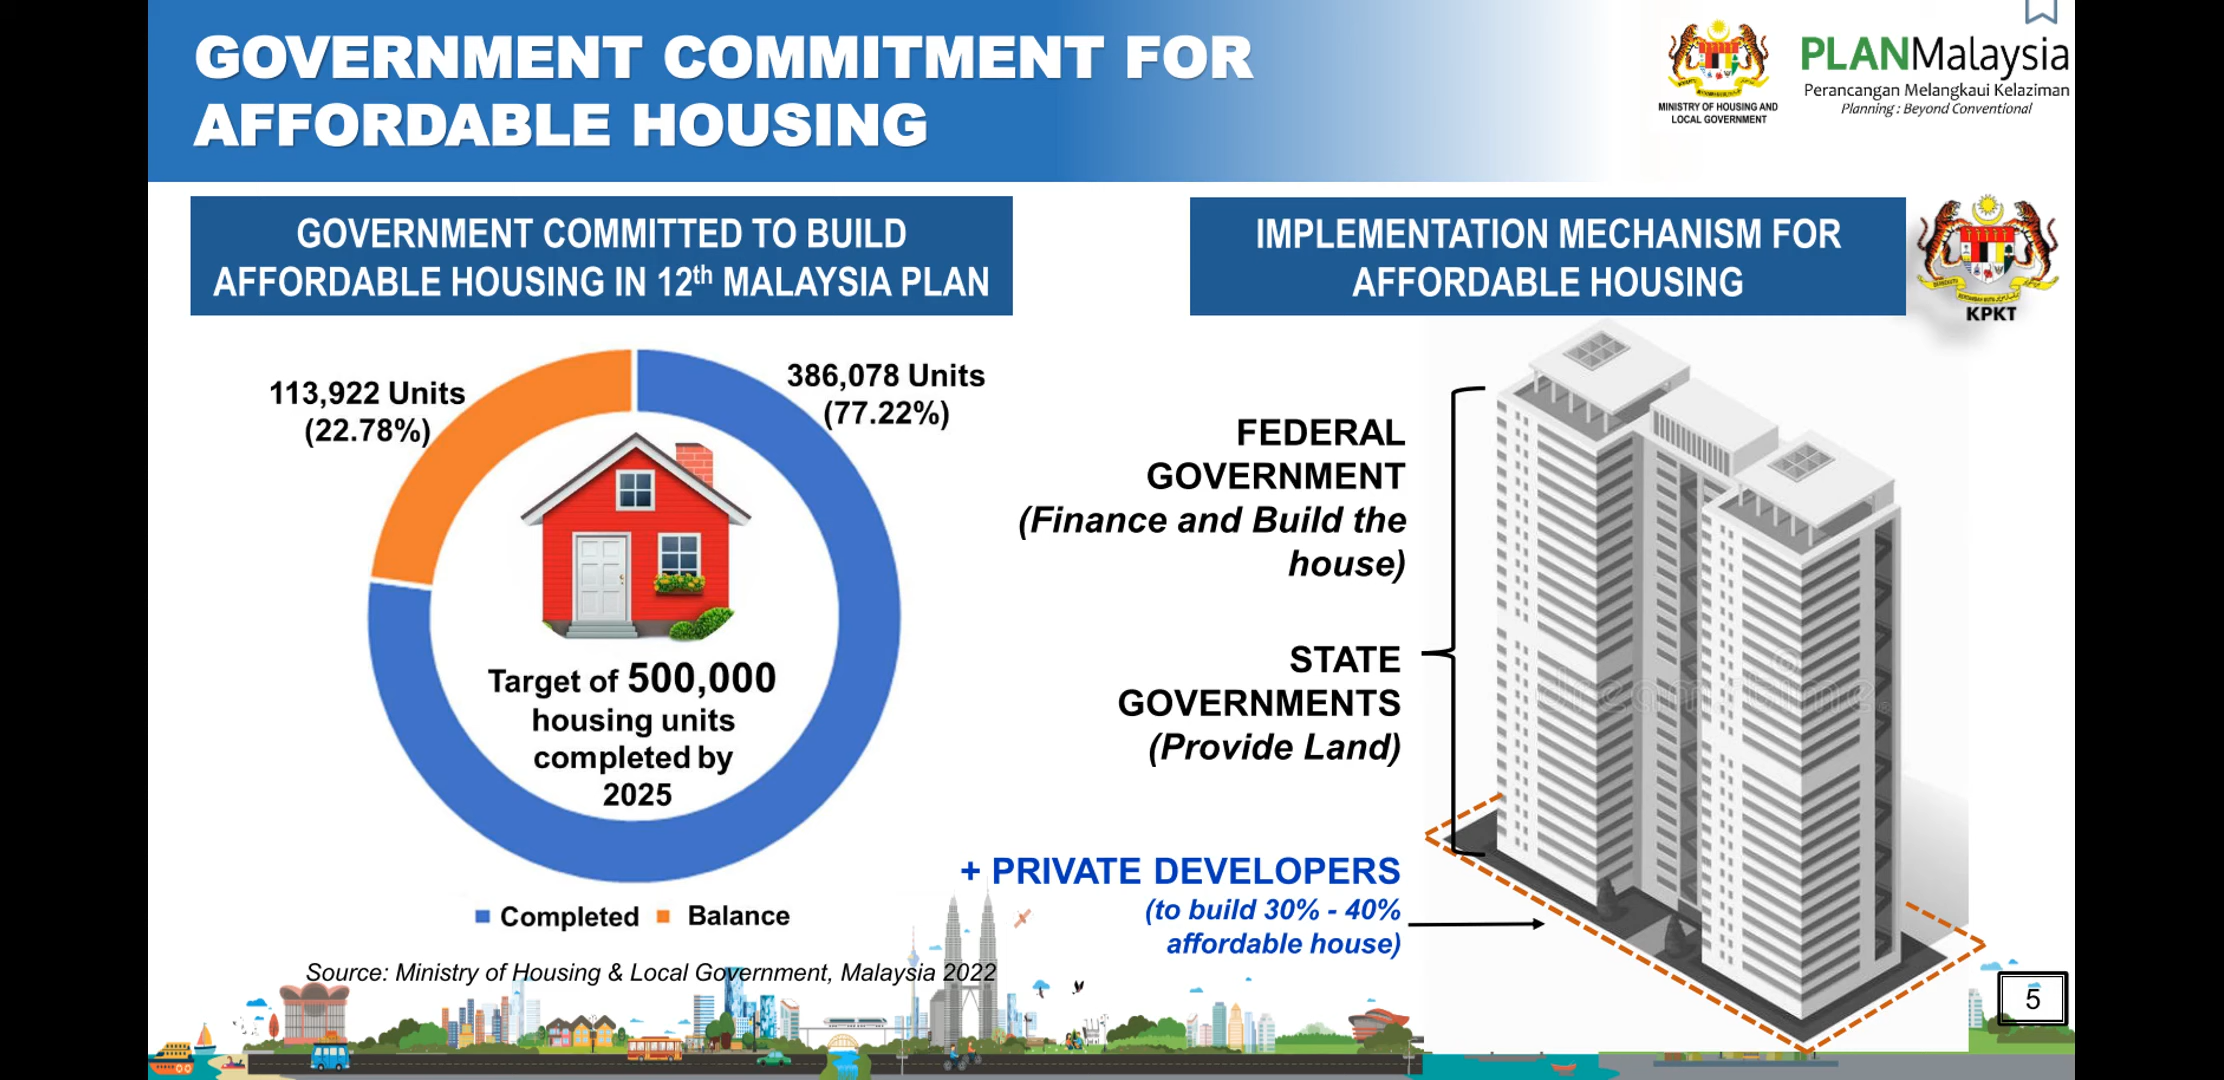 GOVERNMENT COMMITMENT FOR
AFFORDABLE HOUSING
MINISTRY OF HOUSING AND
LOCAL GOVERNMENT
PLANMalaysia
Perancangan Melangkaui Kelaziman
Planning : Beyond Conventional
GOVERNMENT COMMITTED TO BUILD
AFFORDABLE HOUSING IN 12th MALAYSIA PLAN
113,922 Units
(22.78%)
386,078 Units
(77.22%)
Target of 500,000
housing units
completed by
2025
Completed
Balance
Source: Ministry of Housing & Local Government, Malaysia 2022
IMPLEMENTATION MECHANISM FOR
AFFORDABLE HOUSING
KPKT
FEDERAL
GOVERNMENT
(Finance and Build the
house)
STATE
GOVERNMENTS
(Provide Land)
+ PRIVATE DEVELOPERS
(to build 30% - 40%
affordable house)
dreamstime
5